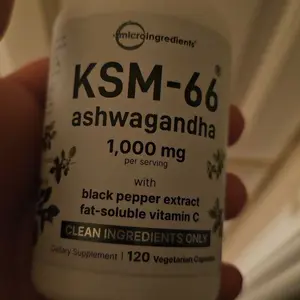 microingredients®
KSM-66®
ashwagandha
1,000 mg
per serving
with
black pepper extract
fat-soluble vitamin C
CLEAN INGREDIENTS ONLY
Dietary Supplement | 120 Vegetarian Capsules